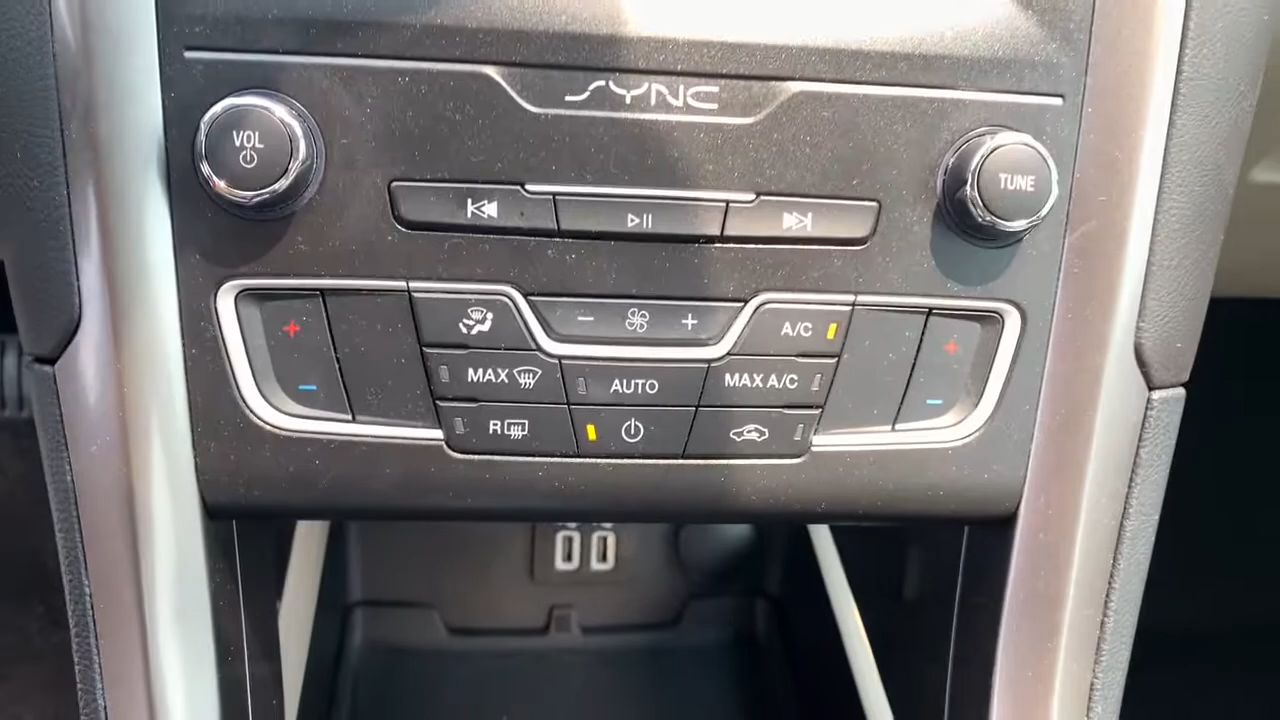 SYNC
VOL
TUNE
A/C
MAX
AUTO
MAX A/C
R